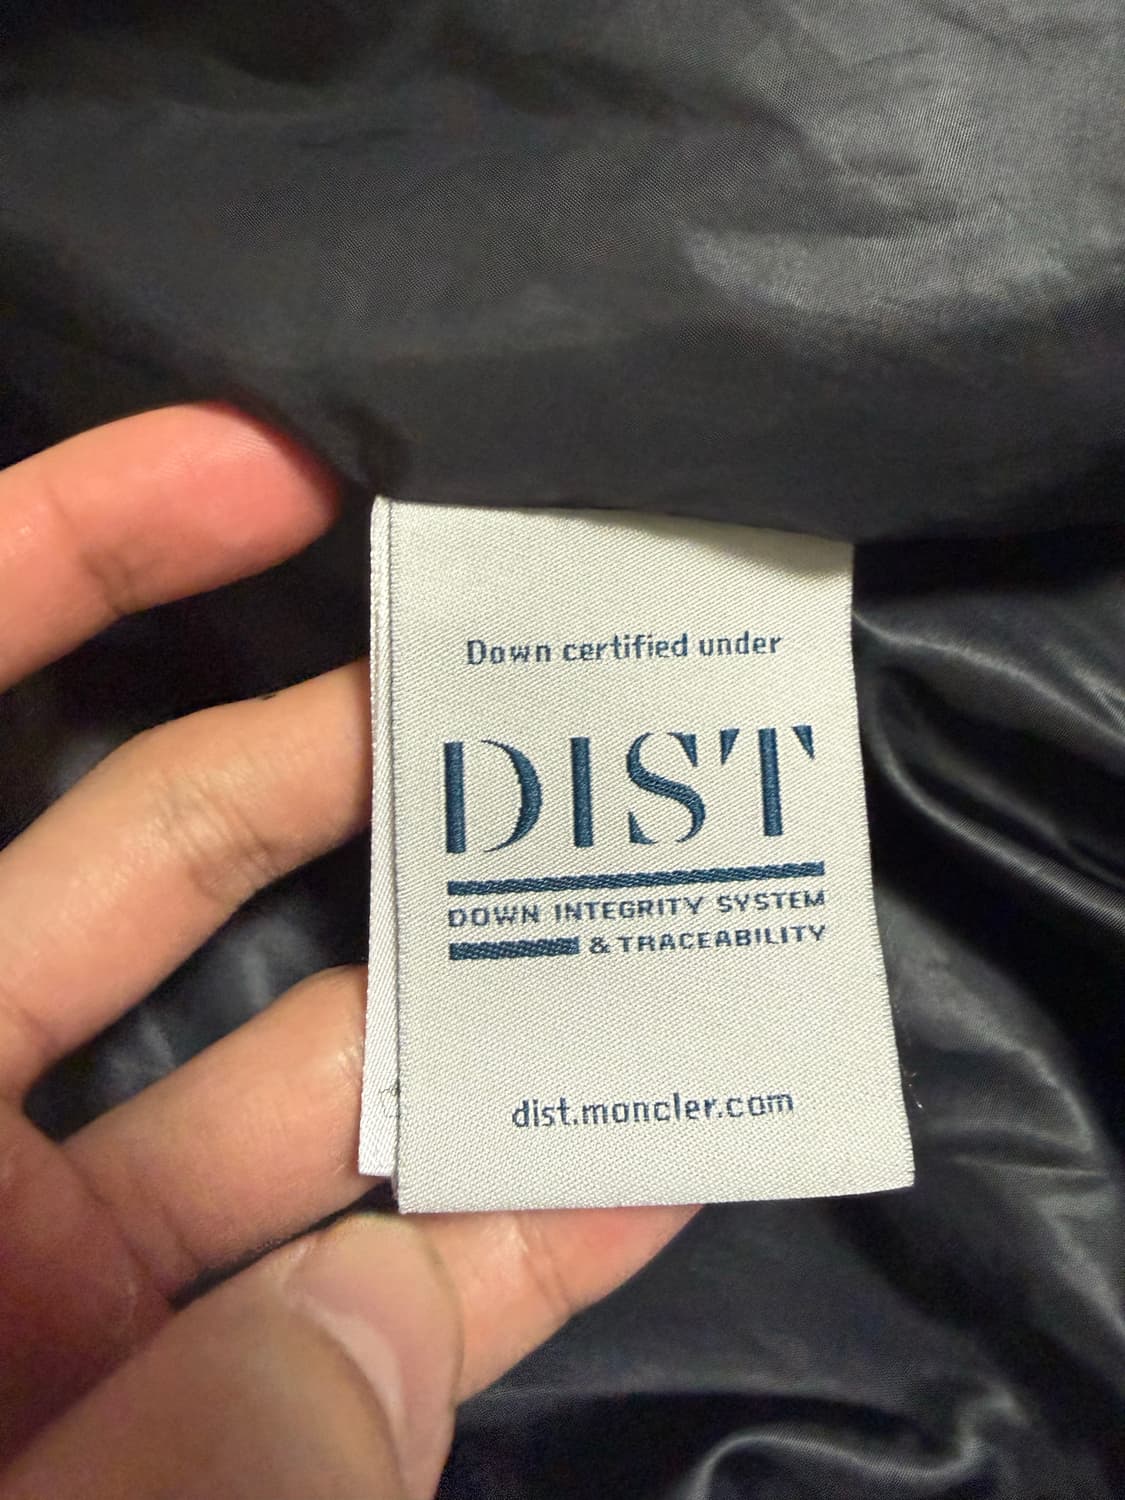 Down certified under
DIST
DOWN INTEGRITY SYSTEM
& TRACEABILITY
dist.moncler.com